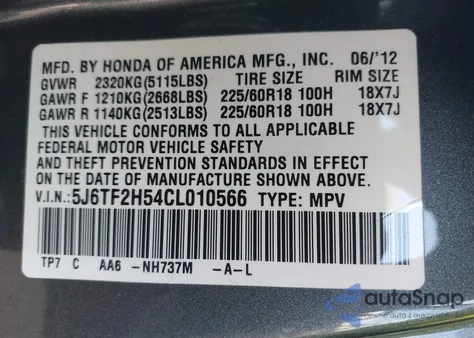 MFD. BY HONDA OF AMERICA MFG., INC. 06/'12
GVWR 2320KG(5115LBS) TIRE SIZE RIM SIZE
GAWR F 1210KG(2668LBS) 225/60R18 100H 18X7J
GAWR R 1140KG(2513LBS) 225/60R18 100H 18X7J
THIS VEHICLE CONFORMS TO ALL APPLICABLE
FEDERAL MOTOR VEHICLE SAFETY
AND THEFT PREVENTION STANDARDS IN EFFECT
ON THE DATE OF MANUFACTURE SHOWN ABOVE.
V.I.N.:5J6TF2H54CL010566 TYPE: MPV
TP7 C AA6 -NH737M -A-L
autoSnap